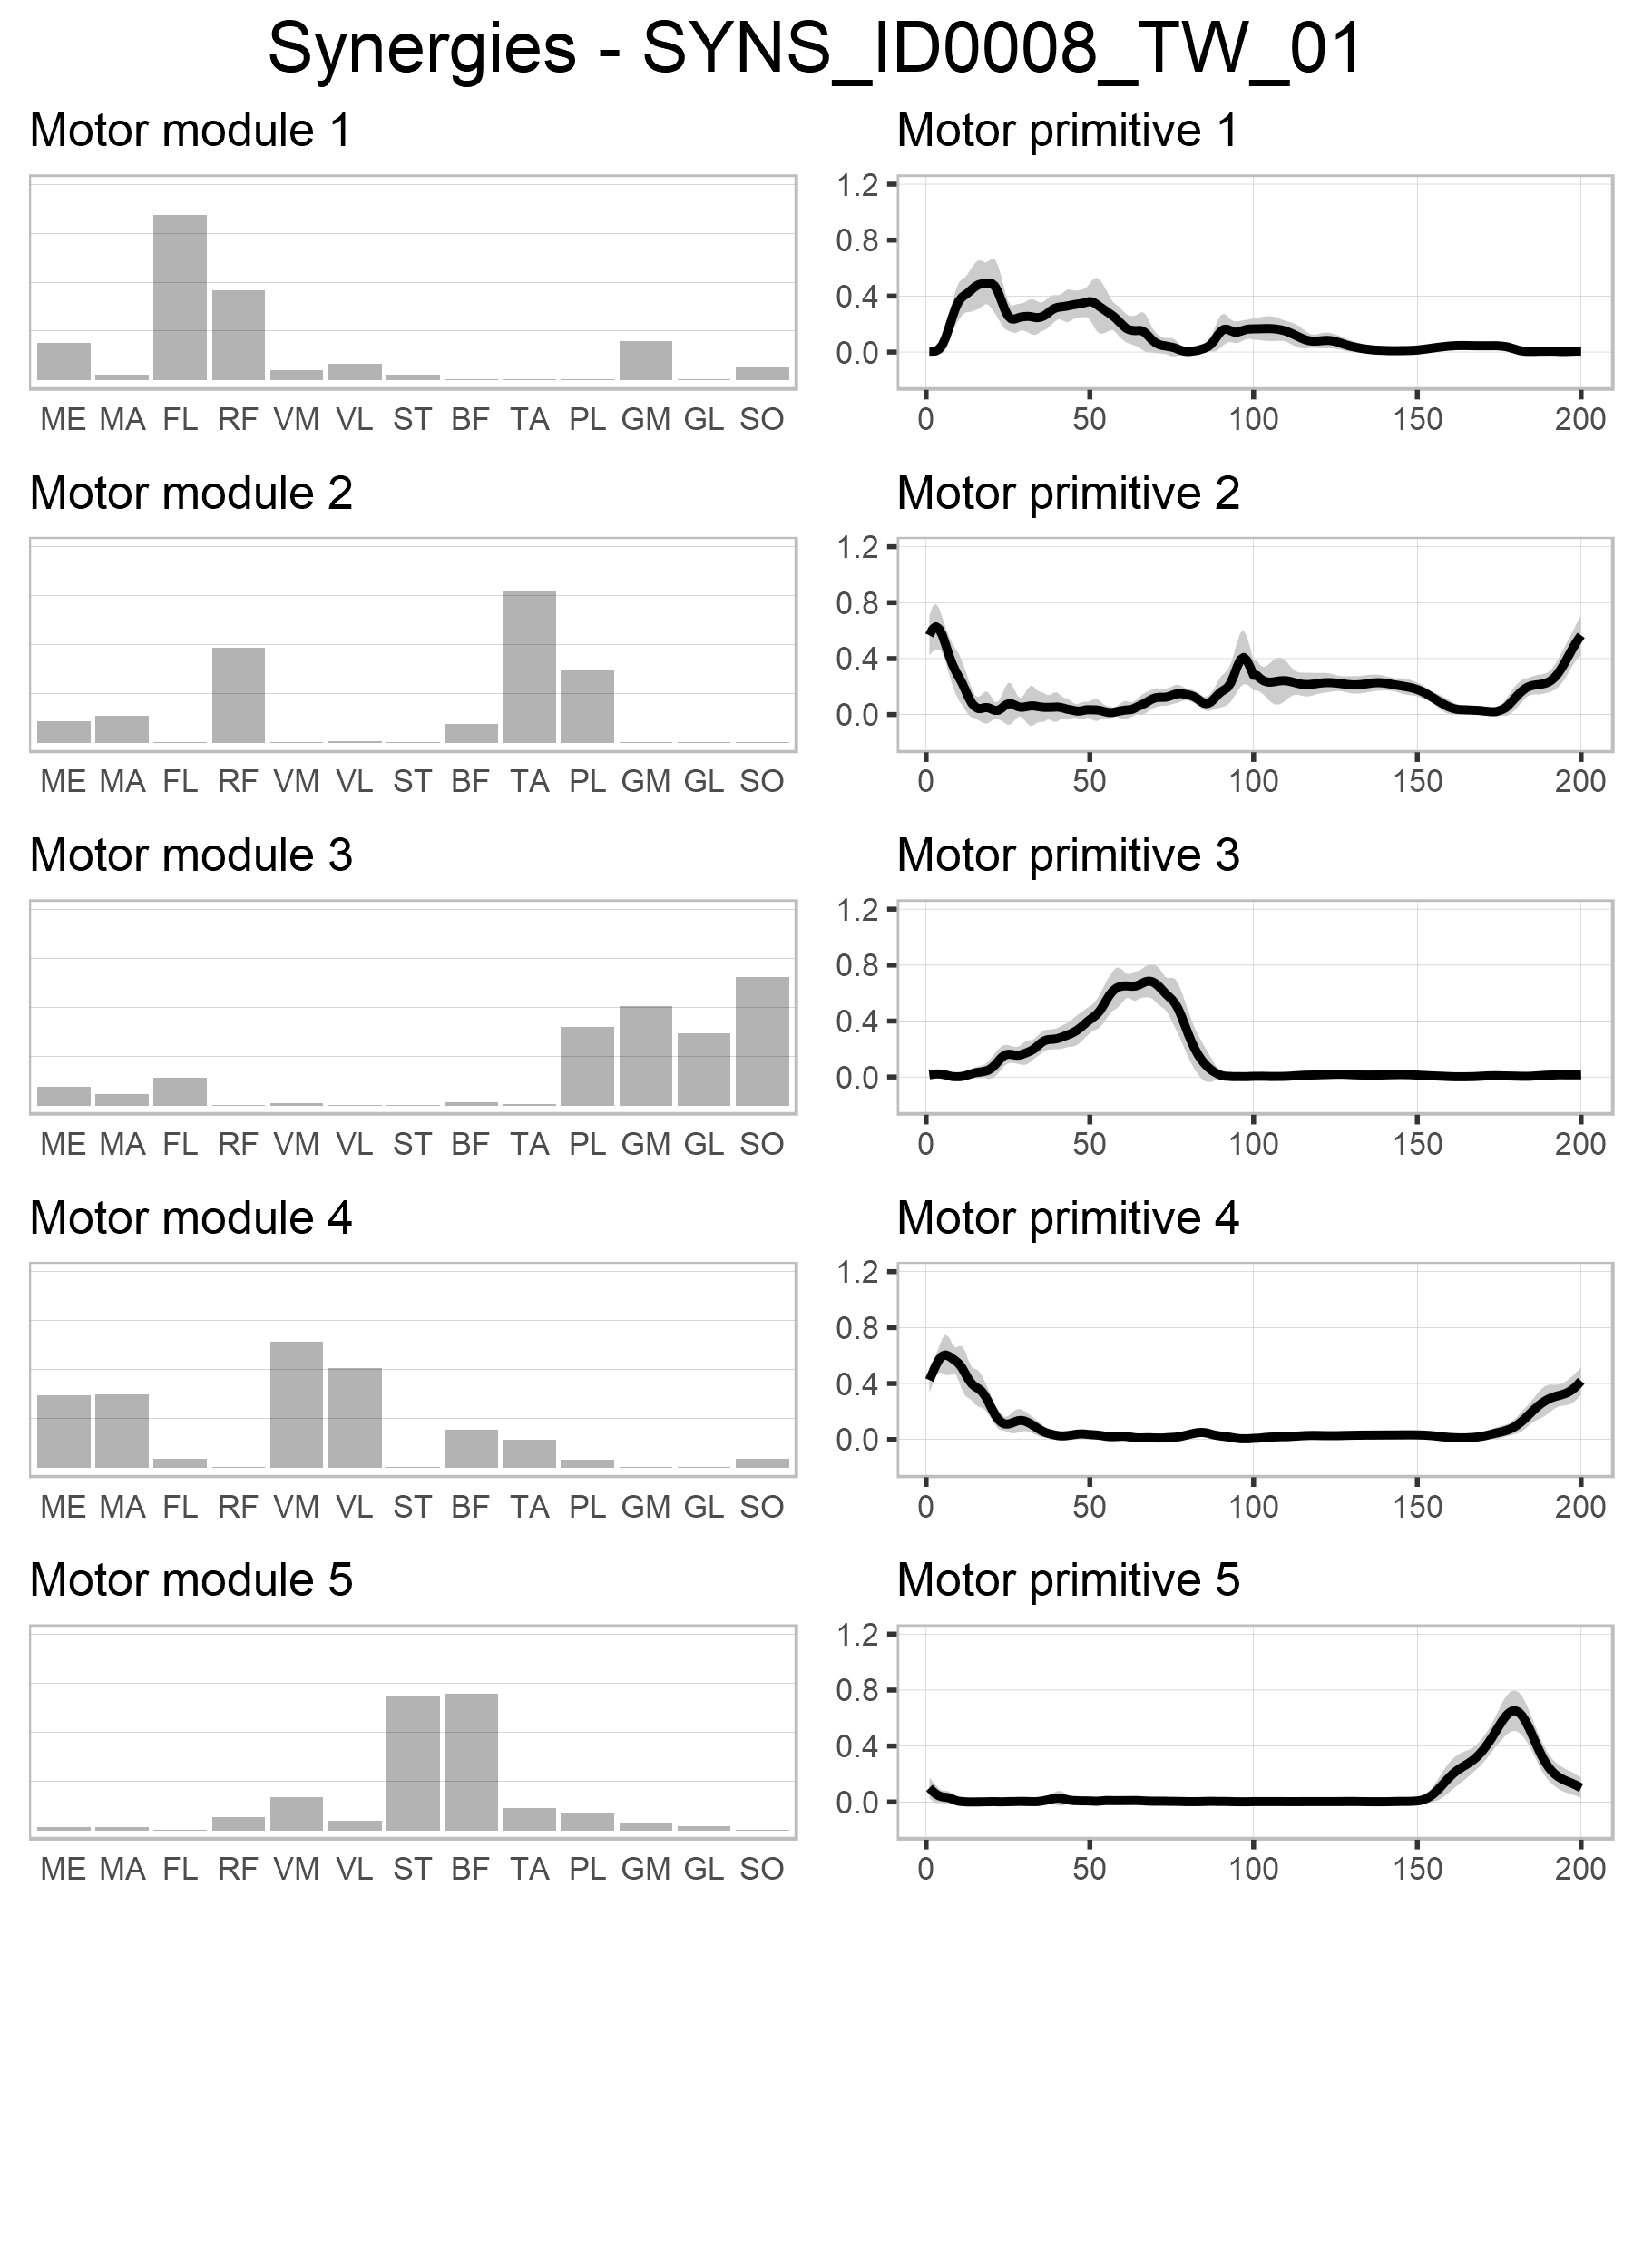 Synergies - SYNS_ID0008_TW_01
Motor module 1
Motor primitive 1
1.2
0.8
0.4
0.0
ME MA FL RF VM VL ST BF TA PL GM GL SO
0 50 100 150 200
Motor module 2
Motor primitive 2
1.2
0.8
0.4
0.0
ME MA FL RF VM VL ST BF TA PL GM GL SO
0 50 100 150 200
Motor module 3
Motor primitive 3
1.2
0.8
0.4
0.0
ME MA FL RF VM VL ST BF TA PL GM GL SO
0 50 100 150 200
Motor module 4
Motor primitive 4
1.2
0.8
0.4
0.0
ME MA FL RF VM VL ST BF TA PL GM GL SO
0 50 100 150 200
Motor module 5
Motor primitive 5
1.2
0.8
0.4
0.0
ME MA FL RF VM VL ST BF TA PL GM GL SO
0 50 100 150 200